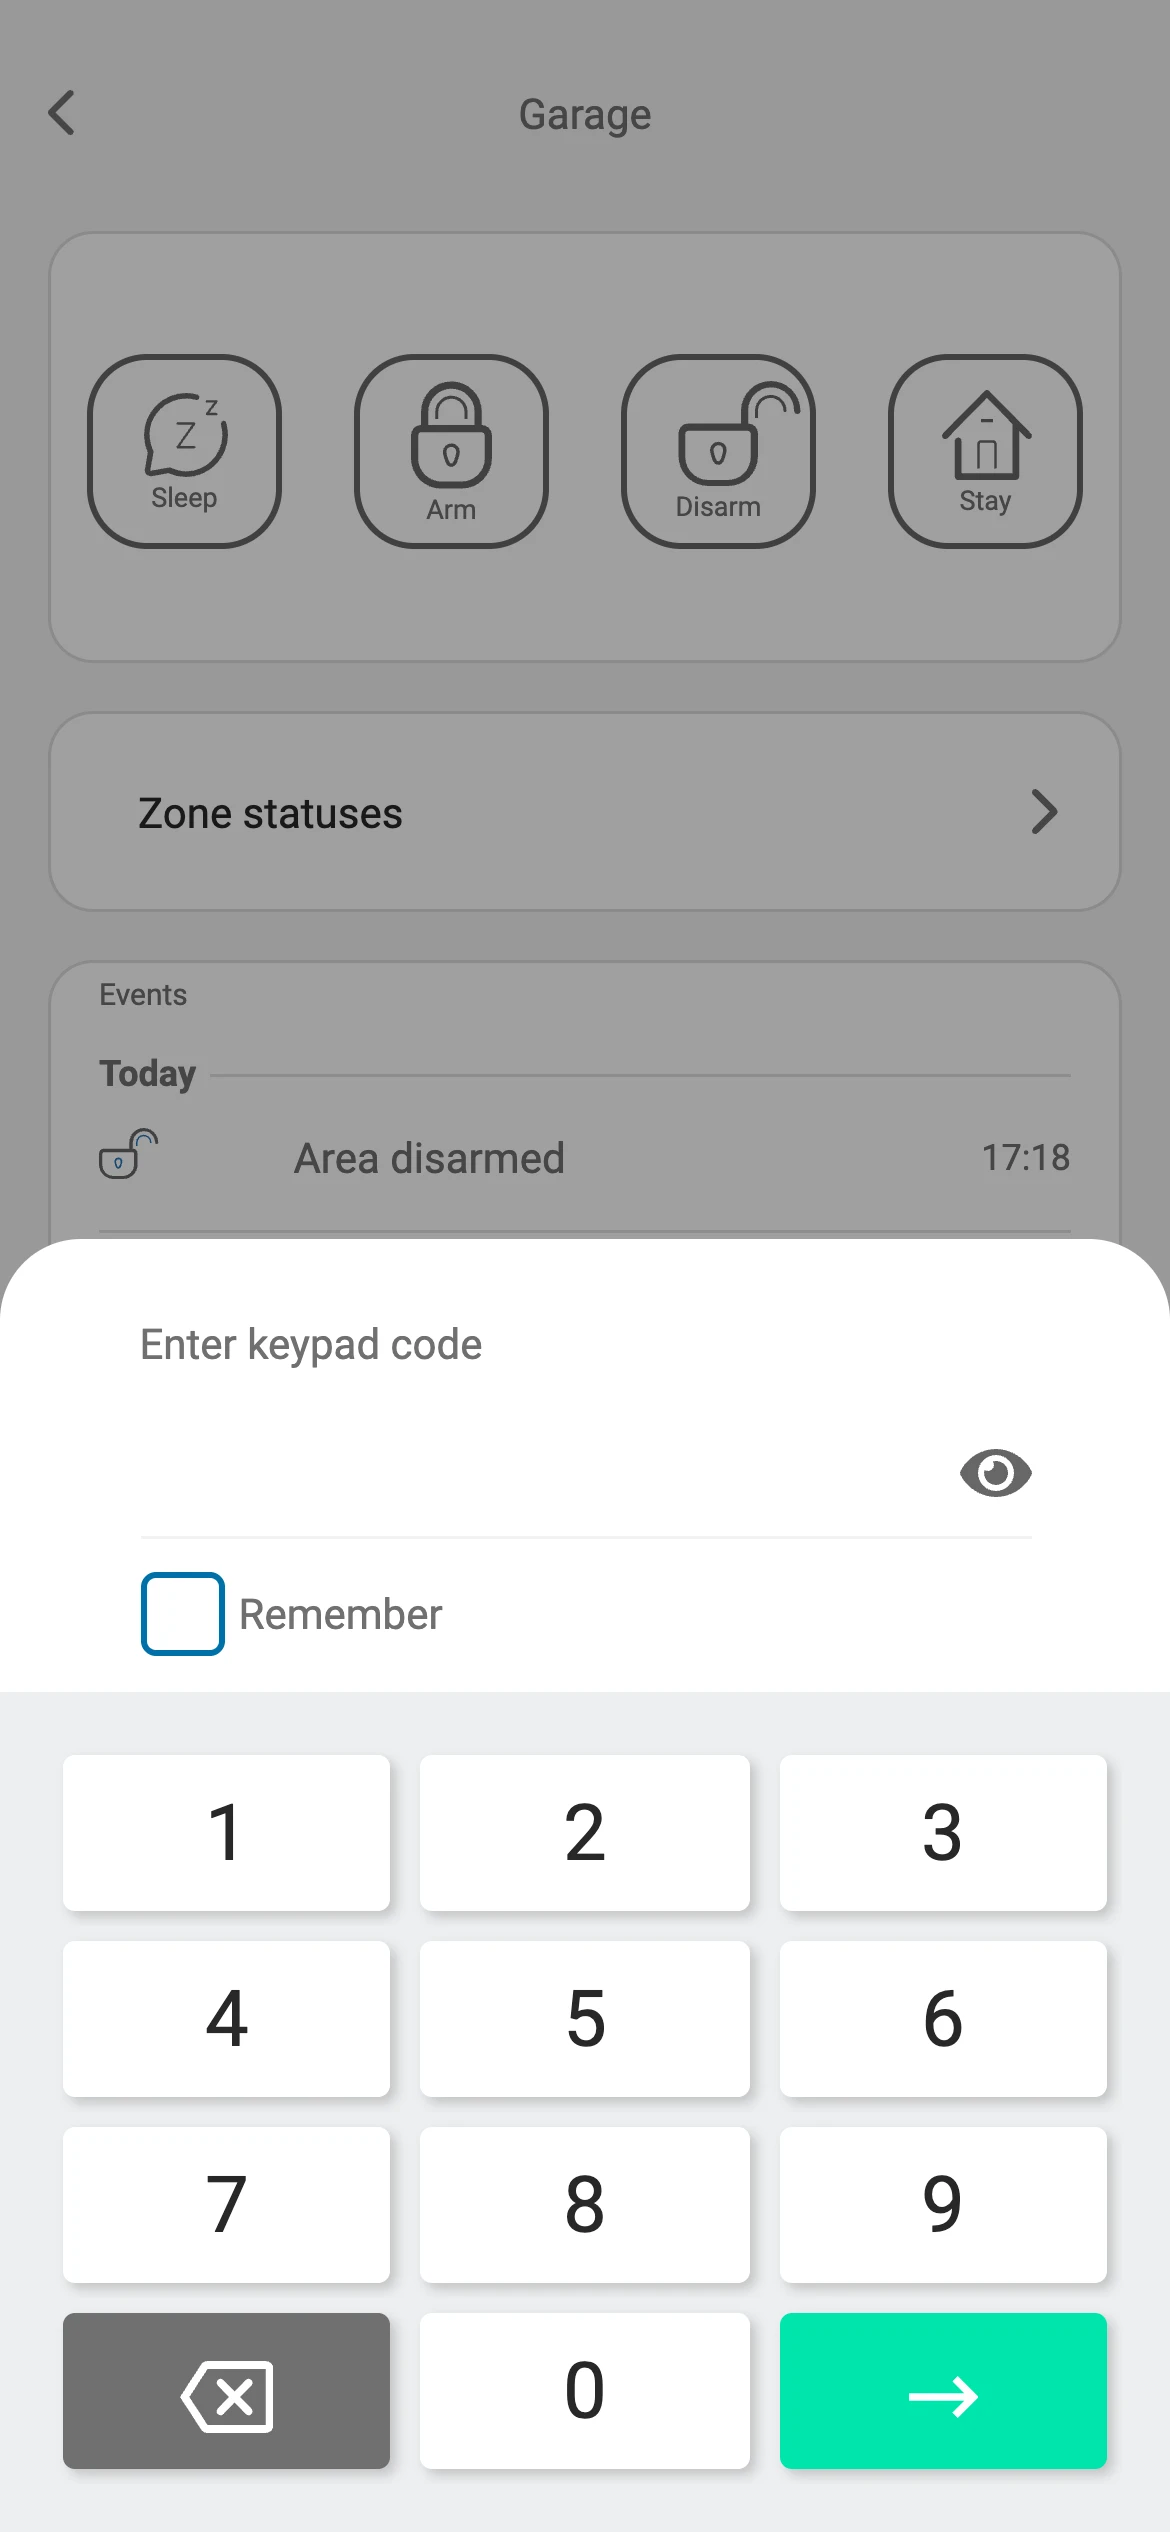 Garage
z
Z
Sleep
Arm
Disarm
Stay
Zone statuses
Events
Today
Area disarmed 17:18
Enter keypad code
Remember
1 2 3
4 5 6
7 8 9
0